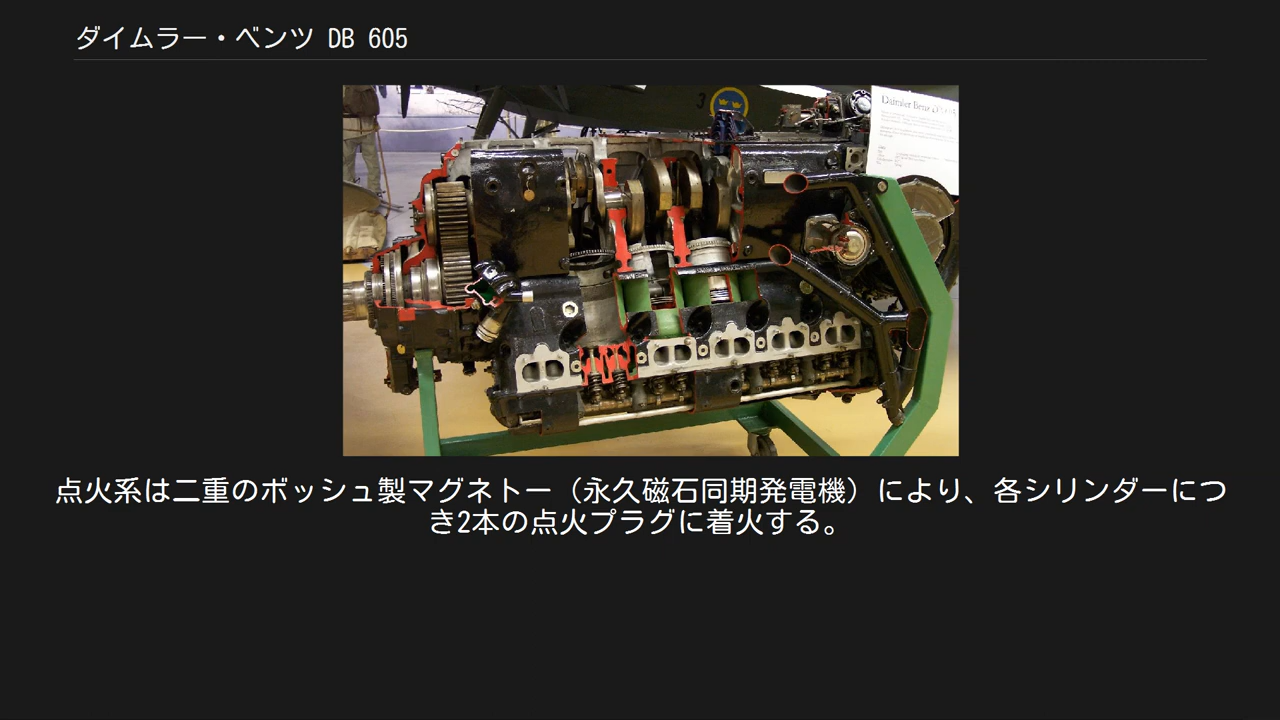 ダイムラー・ベンツ DB 605
Daimler Benz
点火系は二重のボッシュ製マグネトー（永久磁石同期発電機）により、各シリンダーにつ
き2本の点火プラグに着火する。